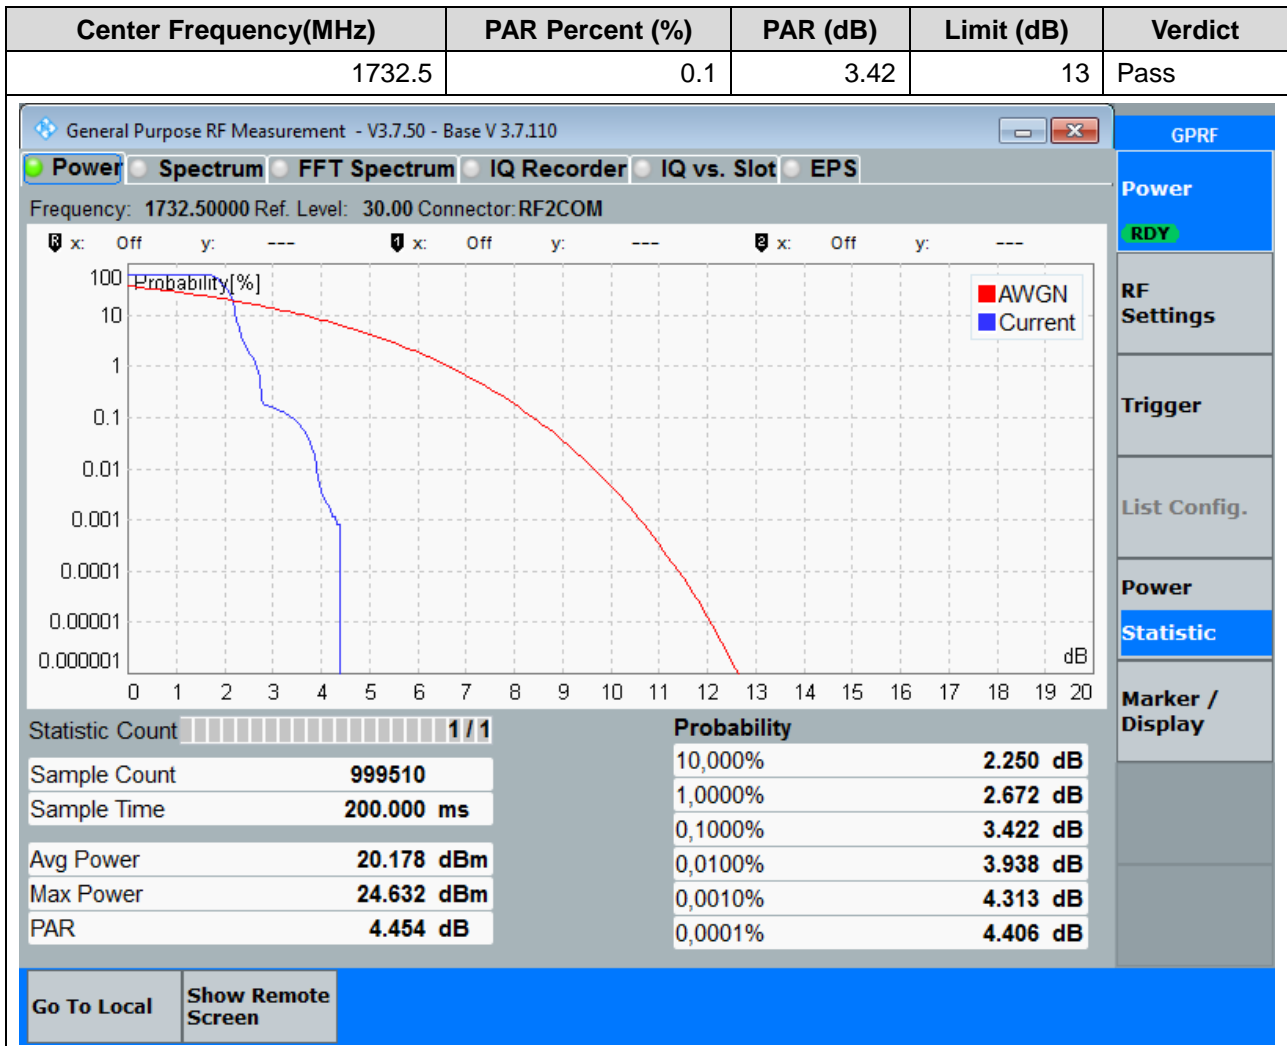 Center Frequency(MHz) PAR Percent (%) PAR (dB) Limit (dB) Verdict
1732.5 0.1 3.42 13 Pass
General Purpose RF Measurement - V3.7.50 - Base V 3.7.110
GPRF
Power Spectrum FFT Spectrum IQ Recorder IQ vs. Slot EPS
Frequency: 1732.50000 Ref. Level: 30.00 Connector: RF2COM
R x: Off y: --- 1 x: Off y: --- 2 x: Off y: ---
Probability[%]
AWGN
Current
100
10
1
0.1
0.01
0.001
0.0001
0.00001
0.000001
dB
0 1 2 3 4 5 6 7 8 9 10 11 12 13 14 15 16 17 18 19 20
Statistic Count 1 / 1
Sample Count 999510
Sample Time 200.000 ms
Avg Power 20.178 dBm
Max Power 24.632 dBm
PAR 4.454 dB
Probability
10,000% 2.250 dB
1,0000% 2.672 dB
0,1000% 3.422 dB
0,0100% 3.938 dB
0,0010% 4.313 dB
0,0001% 4.406 dB
Power
RDY
RF
Settings
Trigger
List Config.
Power
Statistic
Marker /
Display
Go To Local
Show Remote
Screen